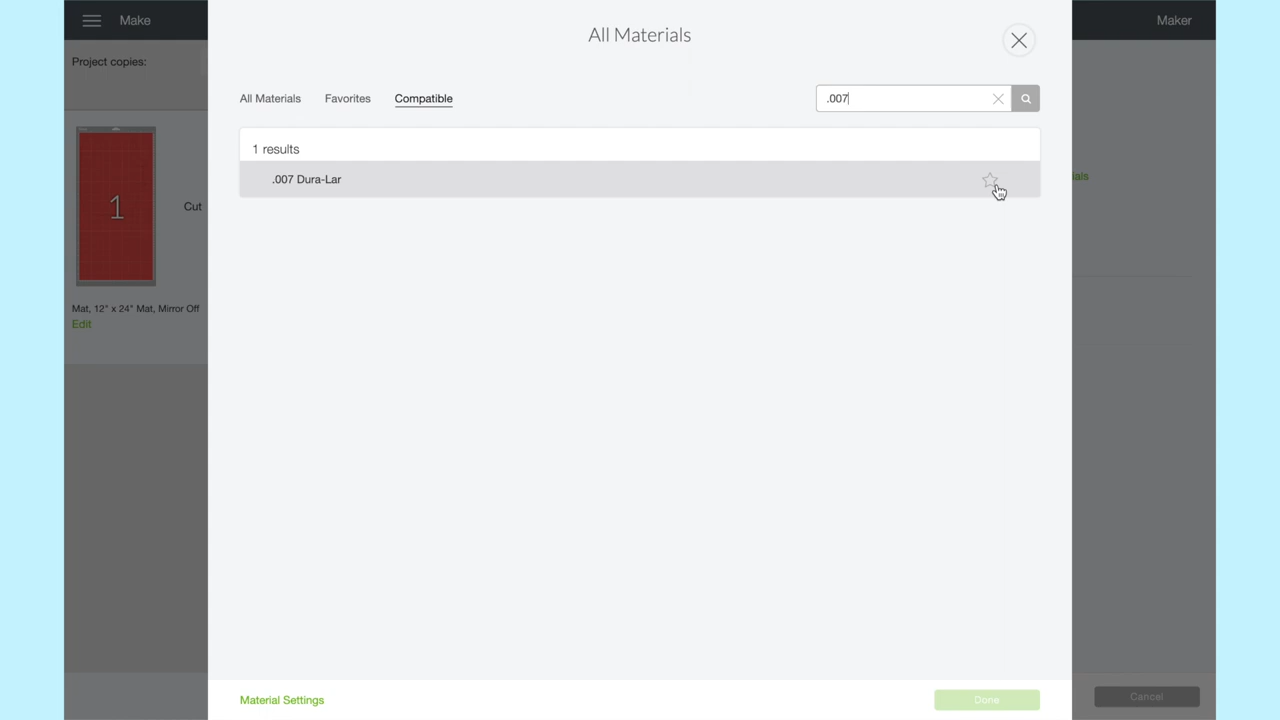 Make
All Materials
Maker
Project copies:
All Materials
Favorites
Compatible
.007
1 results
.007 Dura-Lar
ials
1
Cut
Mat, 12" x 24" Mat, Mirror Off
Edit
Material Settings
Done
Cancel